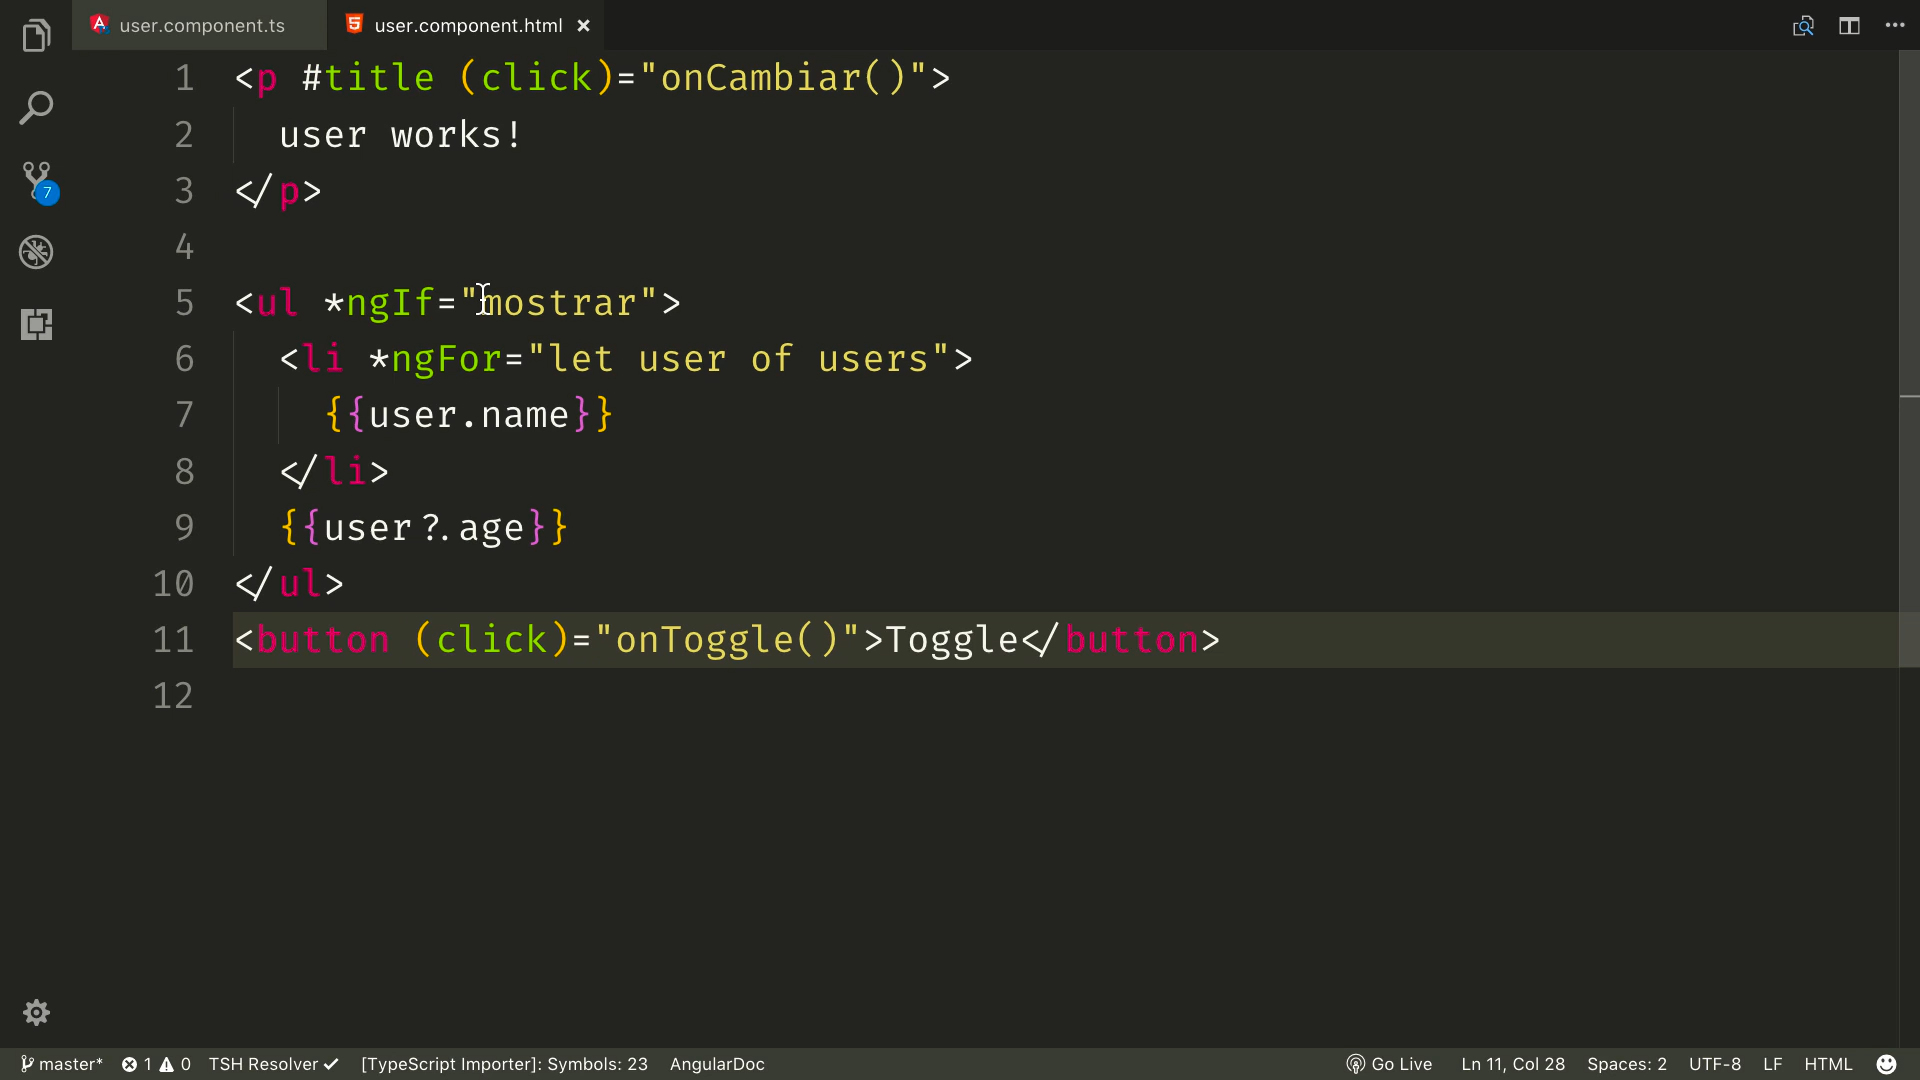 user.component.ts
user.component.html
1 <p #title (click)="onCambiar()">
2 user works!
3 </p>
4
5 <ul *ngIf="mostrar">
6 <li *ngFor="let user of users">
7 {{user.name}}
8 </li>
9 {{user?.age}}
10 </ul>
11 <button (click)="onToggle()">Toggle</button>
12
7
master* 1 0 TSH Resolver ✓ [TypeScript Importer]: Symbols: 23 AngularDoc Go Live Ln 11, Col 28 Spaces: 2 UTF-8 LF HTML